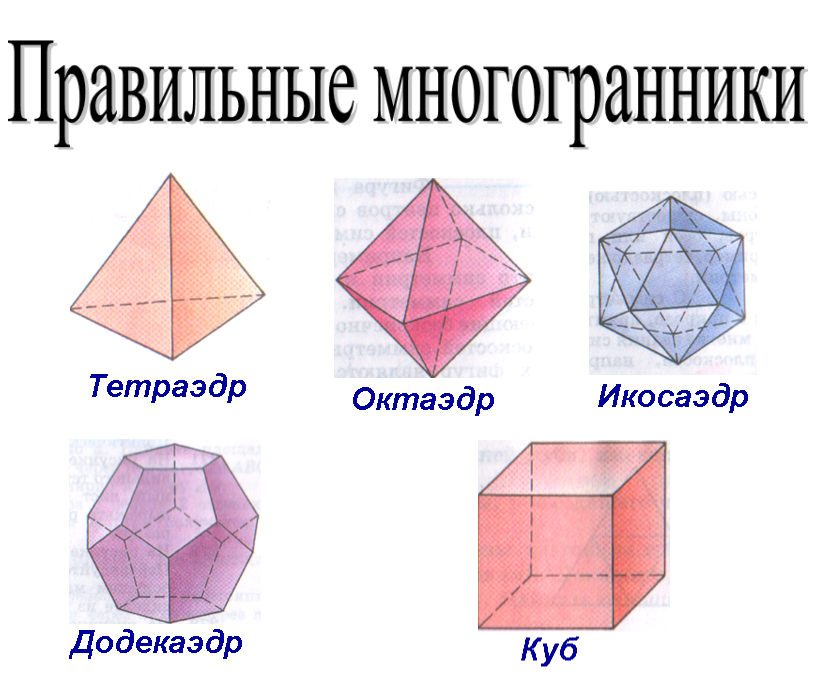 Правильные многогранники
Тетраэдр
Октаэдр
Икосаэдр
Додекаэдр
Куб